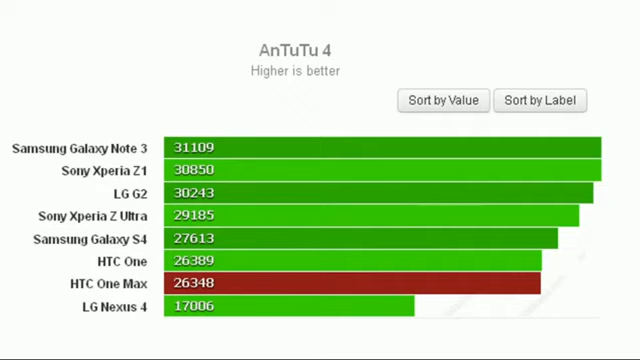 AnTuTu 4
Higher is better
Sort by Value Sort by Label
Samsung Galaxy Note 3 31109
Sony Xperia Z1 30850
LG G2 30243
Sony Xperia Z Ultra 29185
Samsung Galaxy S4 27613
HTC One 26389
HTC One Max 26348
LG Nexus 4 17006